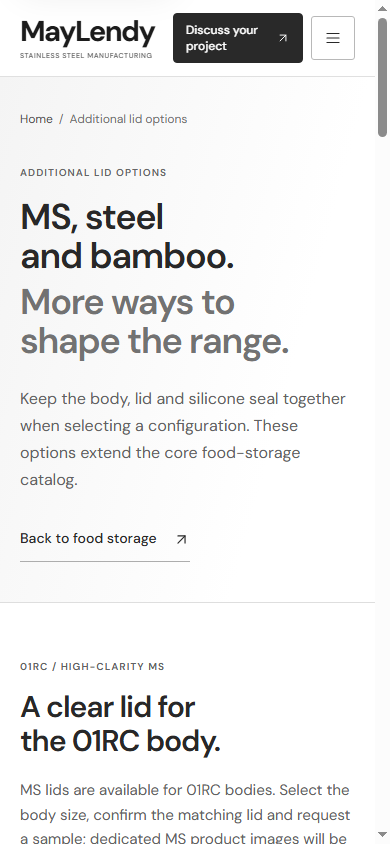 MayLendy
STAINLESS STEEL MANUFACTURING
Discuss your
project
Home / Additional lid options
ADDITIONAL LID OPTIONS
MS, steel
and bamboo.
More ways to
shape the range.
Keep the body, lid and silicone seal together
when selecting a configuration. These
options extend the core food-storage
catalog.
Back to food storage
01RC / HIGH-CLARITY MS
A clear lid for
the 01RC body.
MS lids are available for 01RC bodies. Select the
body size, confirm the matching lid and request
a sample; dedicated MS product images will be